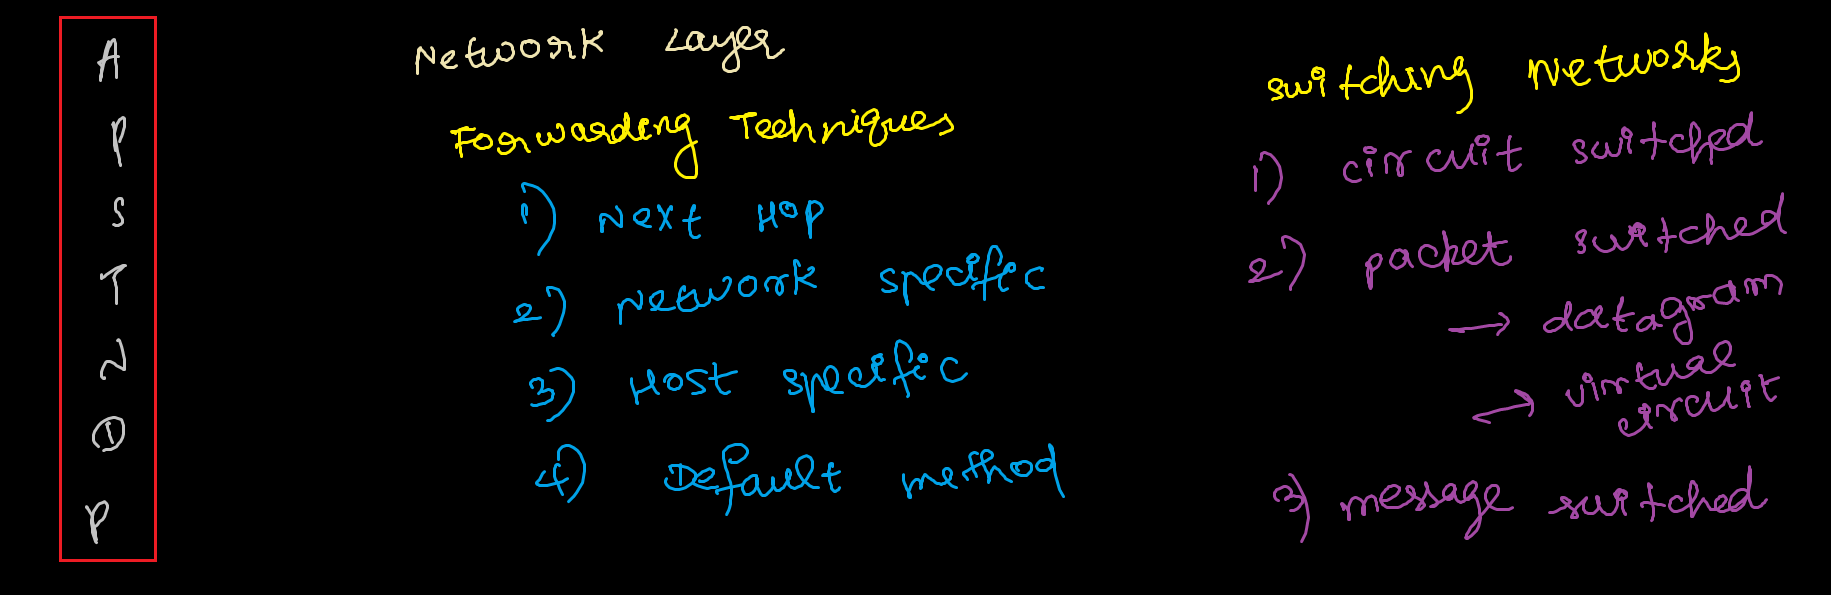 A
P
S
T
N
D
P
Network Layer
Forwarding Techniques
1) Next Hop
2) Network specific
3) Host specific
4) Default method
Switching Networks
1) circuit switched
2) packet switched
→ datagram
→ virtual
circuit
3) message switched